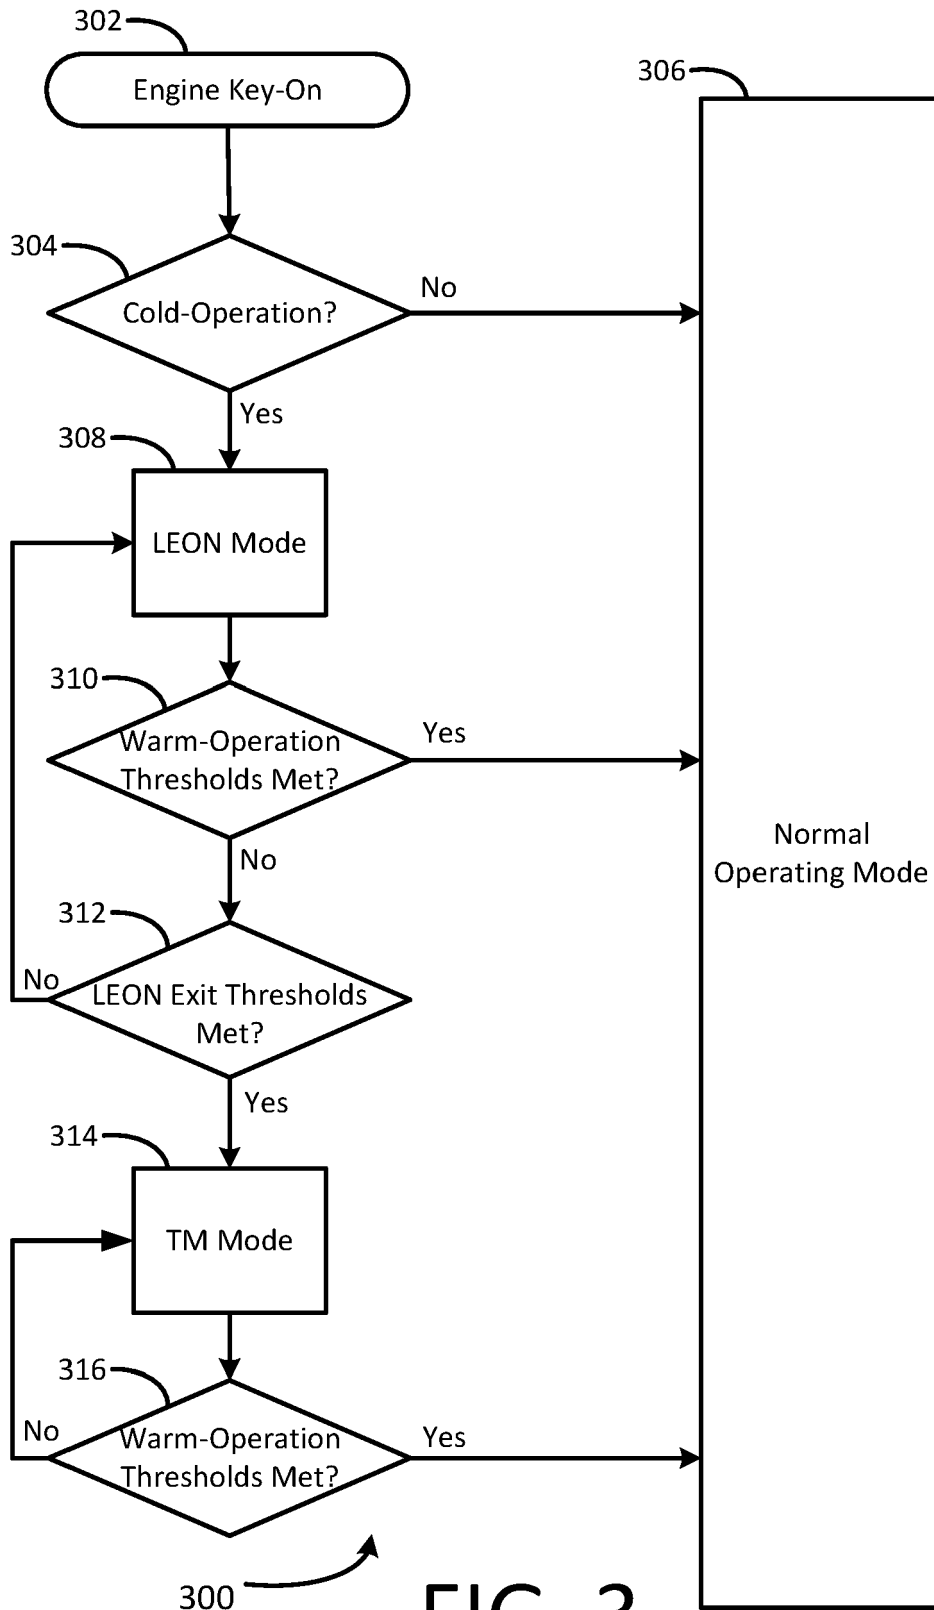 302
Engine Key-On
306
304
Cold-Operation?
No
Yes
308
LEON Mode
310
Warm-Operation
Thresholds Met?
Yes
No
Normal
Operating Mode
312
LEON Exit Thresholds
Met?
No
Yes
314
TM Mode
316
Warm-Operation
Thresholds Met?
No
Yes
300